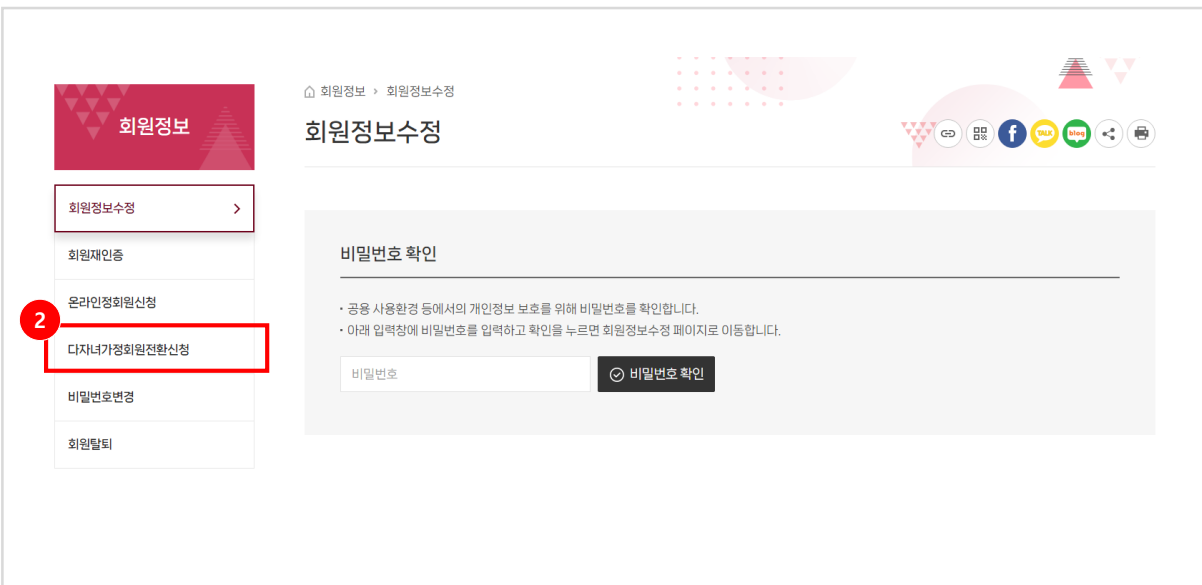 회원정보 > 회원정보수정
회원정보
회원정보수정
f
TALK
blog
회원정보수정 >
회원재인증
온라인정회원신청
2
다자녀가정회원전환신청
비밀번호변경
회원탈퇴
비밀번호 확인
• 공용 사용환경 등에서의 개인정보 보호를 위해 비밀번호를 확인합니다.
• 아래 입력창에 비밀번호를 입력하고 확인을 누르면 회원정보수정 페이지로 이동합니다.
비밀번호
비밀번호 확인